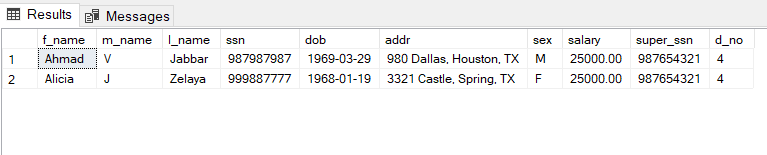 Results Messages
f_name m_name l_name ssn dob addr sex salary super_ssn d_no
1 Ahmad V Jabbar 987987987 1969-03-29 980 Dallas, Houston, TX M 25000.00 987654321 4
2 Alicia J Zelaya 999887777 1968-01-19 3321 Castle, Spring, TX F 25000.00 987654321 4